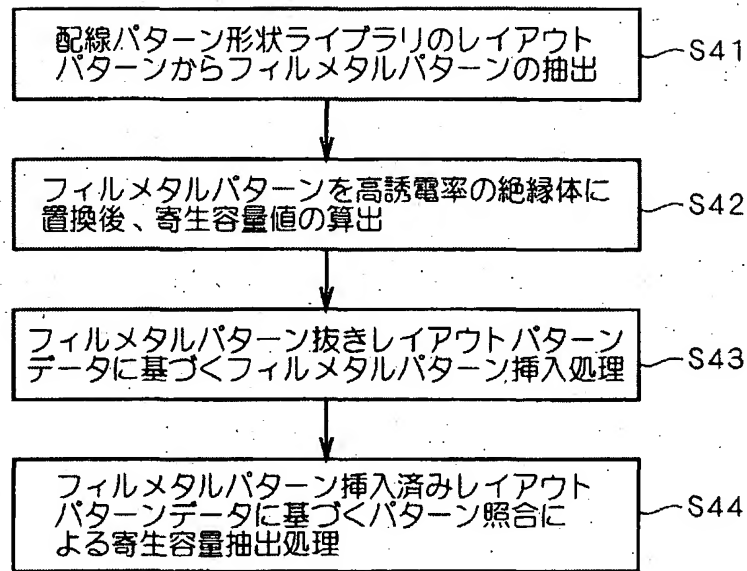 配線パターン形状ライブラリのレイアウト
パターンからフィルメタルパターンの抽出
S41
フィルメタルパターンを高誘電率の絶縁体に
置換後、寄生容量値の算出
S42
フィルメタルパターン抜きレイアウトパターン
データに基づくフィルメタルパターン挿入処理
S43
フィルメタルパターン挿入済みレイアウト
パターンデータに基づくパターン照合に
よる寄生容量抽出処理
S44